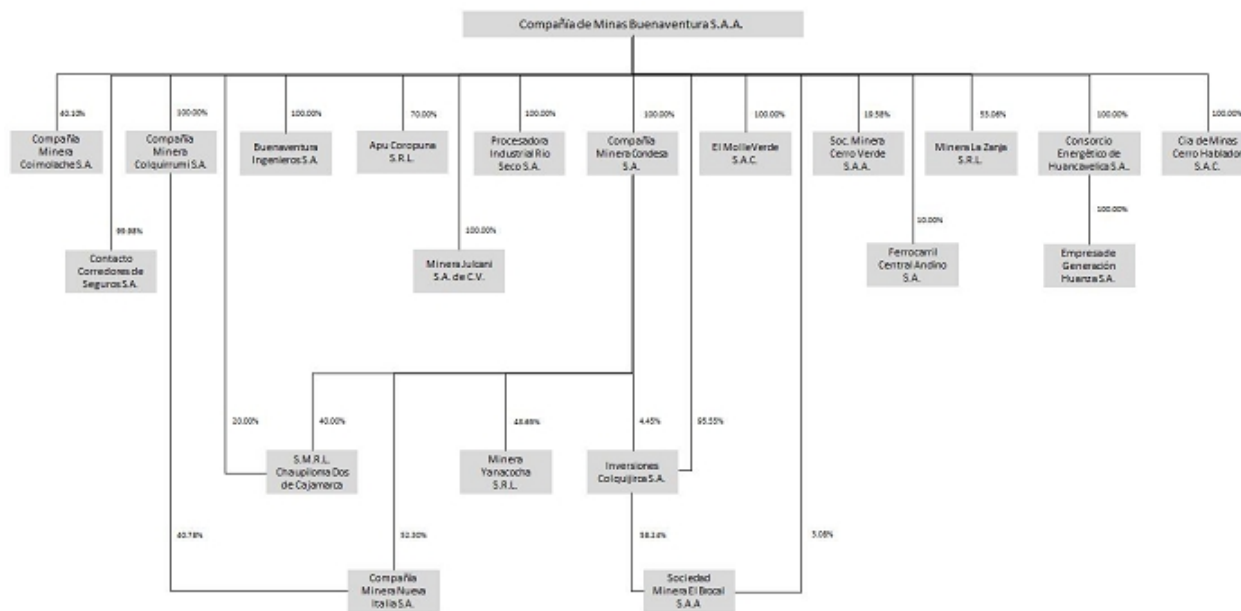 Compañía de Minas Buenaventura S.A.A.
40.10%
100.00%
100.00%
70.00%
100.00%
100.00%
100.00%
19.58%
53.06%
100.00%
100.00%
Compañía
Minera
Coimolache S.A.
Compañía
Minera
Colquirrumi S.A.
Buenaventura
Ingenieros S.A.
Apu Coropuna
S.R.L.
Procesadora
Industrial Rio
Seco S.A.
Compañía
Minera Condesa
S.A.
El Molle Verde
S.A.C.
Soc. Minera
Cerro Verde
S.A.A.
Minera La Zanja
S.R.L.
Consorcio
Energético de
Huancavelica S.A.
Cia de Minas
Cerro Hablador
S.A.C.
99.98%
100.00%
10.00%
100.00%
Contacto
Corredores de
Seguros S.A.
Minera Julcani
S.A. de C.V.
Ferrocarril
Central Andino
S.A.
Empresa de
Generación
Huanza S.A.
20.00%
40.00%
43.65%
4.45%
95.55%
S.M.R.L.
Chaupiloma Dos
de Cajamarca
Minera
Yanacocha
S.R.L.
Inversiones
Colquijirca S.A.
40.78%
52.30%
58.24%
3.08%
Compañía
Minera Nueva
Italia S.A.
Sociedad
Minera El Brocal
S.A.A